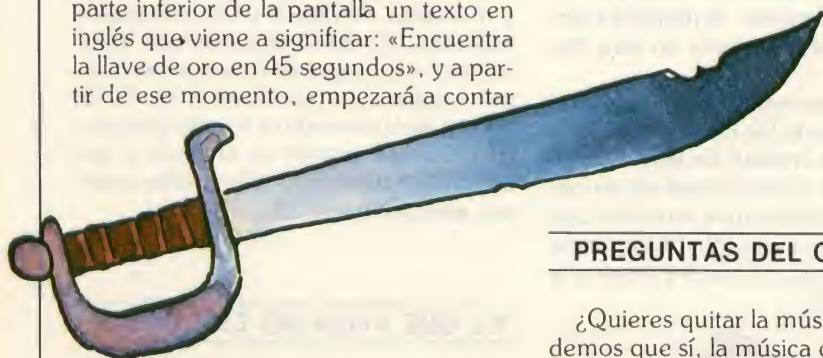 parte inferior de la pantalla un texto en
inglés que viene a significar: «Encuentra
la llave de oro en 45 segundos», y a par-
tir de ese momento, empezará a contar
PREGUNTAS DEL
¿Quieres quitar la mús
demos que sí, la música